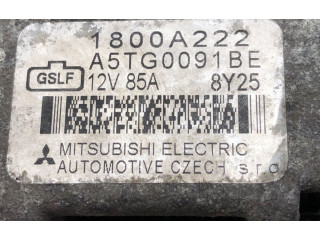 1800A222
A5TG0091BE
GSLF
12V 85A 8Y25
MITSUBISHI ELECTRIC
AUTOMOTIVE CZECH s.r.o